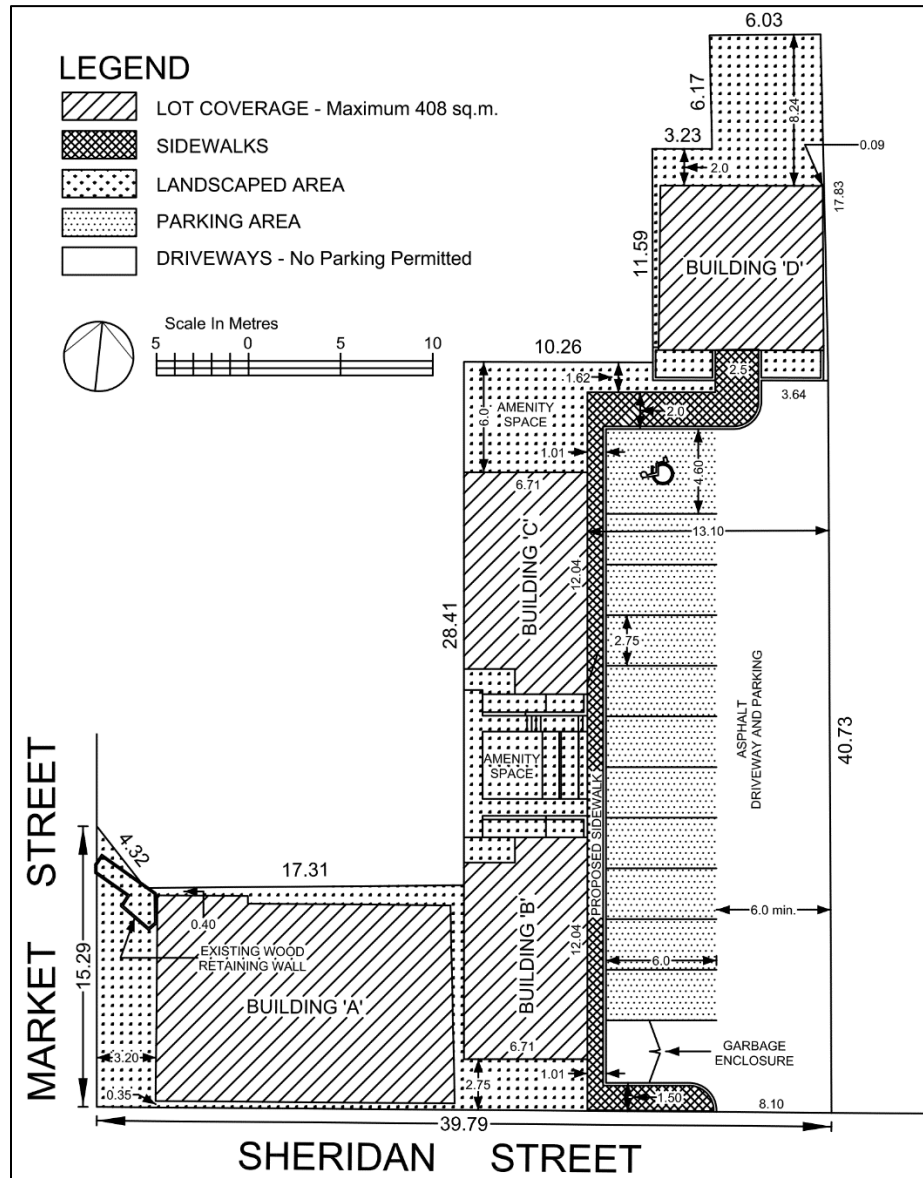 LEGEND
LOT COVERAGE - Maximum 408 sq.m.
SIDEWALKS
LANDSCAPED AREA
PARKING AREA
DRIVEWAYS - No Parking Permitted
Scale In Metres
5 0 5 10
6.03
6.17
8.24
3.23
2.0
0.09
17.83
11.59
BUILDING 'D'
10.26
1.62
2.5
3.64
6.0
AMENITY
SPACE
2.0
1.01
4.60
6.71
13.10
BUILDING 'C'
12.04
28.41
2.75
AMENITY
SPACE
ASPHALT
DRIVEWAY AND PARKING
40.73
PROPOSED SIDEWALK
MARKET STREET
4.32
17.31
15.29
0.40
EXISTING WOOD
RETAINING WALL
BUILDING 'A'
BUILDING 'B'
12.04
6.0 min.
6.0
3.20
0.35
6.71
2.75
1.01
GARBAGE
ENCLOSURE
1.50
8.10
39.79
SHERIDAN STREET